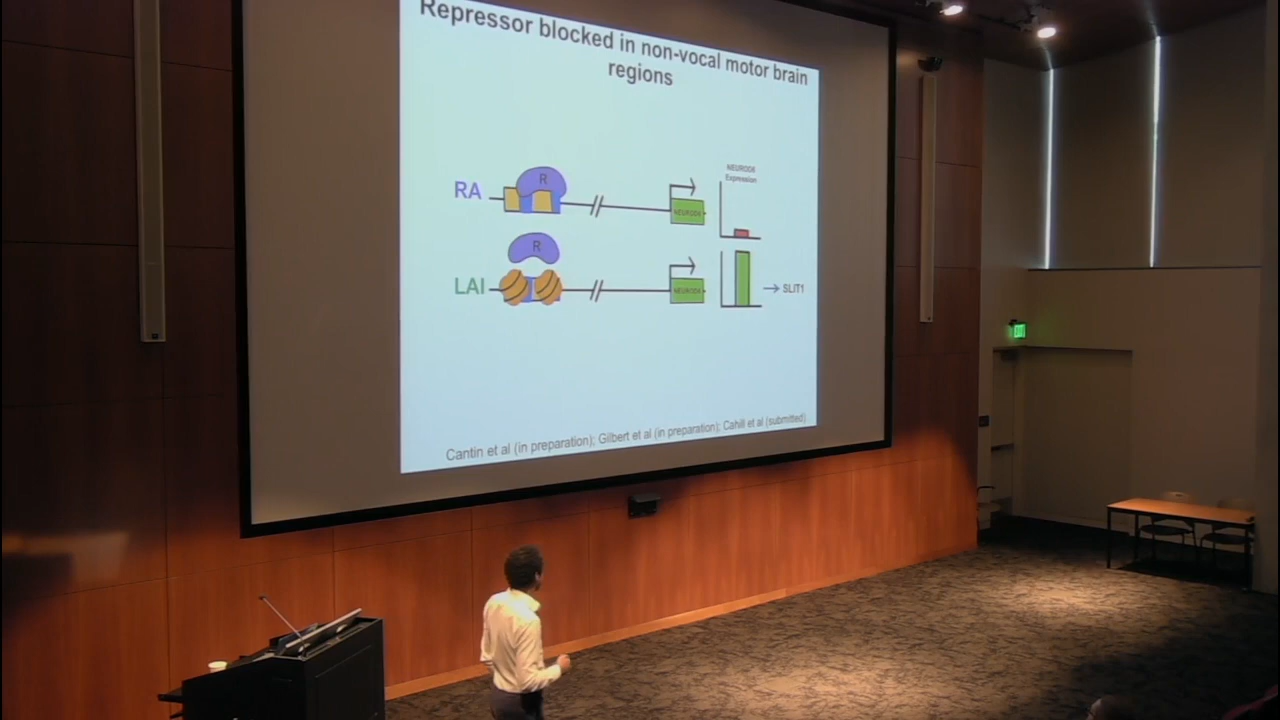 Repressor blocked in non-vocal motor brain
regions
RA
R
NEUROD6
NEUROD6
Expression
R
LAI
NEUROD6
SLIT1
Cantin et al (in preparation); Gilbert et al (in preparation); Cahill et al (submitted)